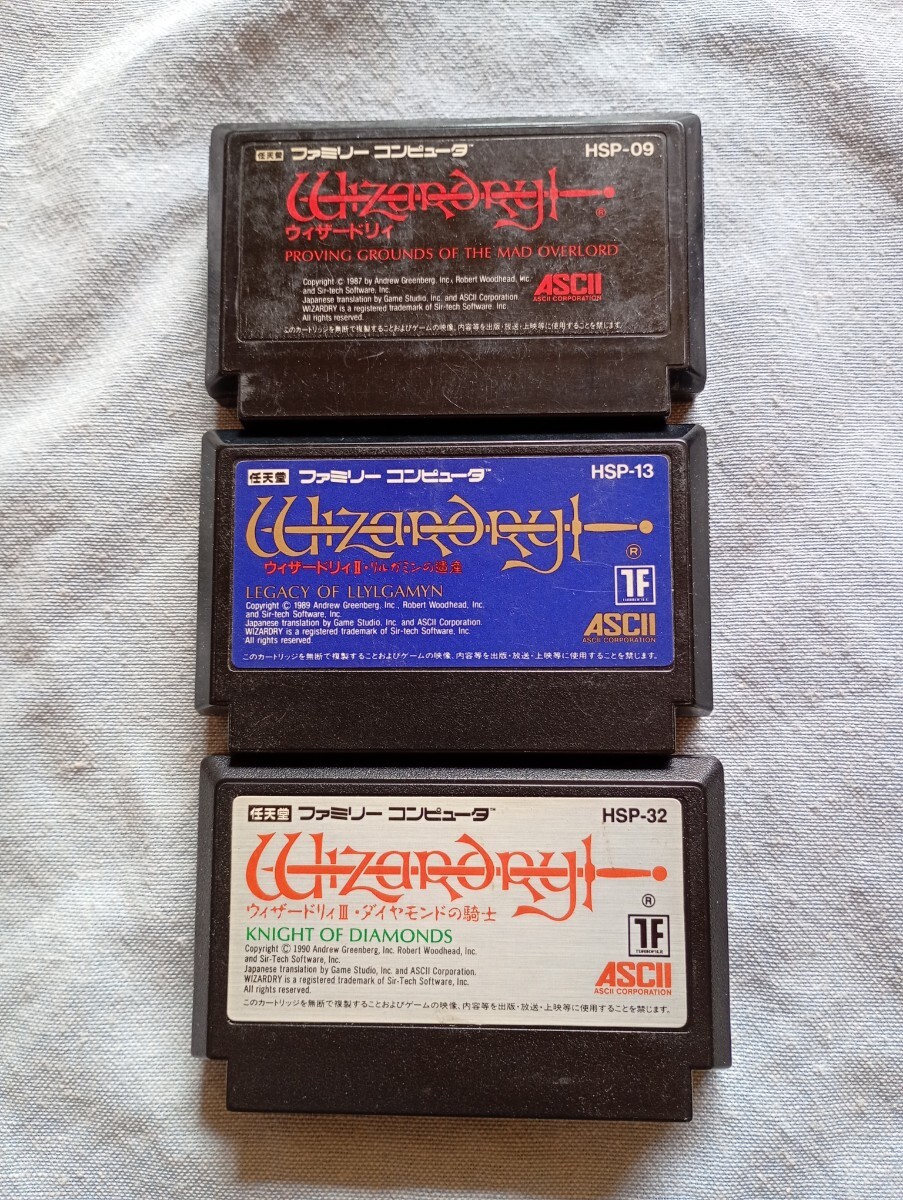 任天堂 ファミリー コンピュータ™ HSP-09
Wizardry ®
ウィザードリィ
PROVING GROUNDS OF THE MAD OVERLORD
Copyright © 1987 by Andrew Greenberg, Inc, Robert Woodhead, Inc.
and Sir-tech Software, Inc.
Japanese translation by Game Studio, Inc. and ASCII Corporation.
WIZARDRY is a registered trademark of Sir-tech Software, Inc.
All rights reserved.
ASCII
ASCII CORPORATION
このカートリッジを無断で複製することおよびゲームの映像、内容等を出版・放送・上映等に使用することを禁じます。
任天堂 ファミリー コンピュータ™ HSP-13
Wizardry ®
ウィザードリィⅡ・リルガミンの遺産
LEGACY OF LLYLGAMYN
Copyright © 1989 Andrew Greenberg, Inc., Robert Woodhead, Inc.
and Sir-tech Software, Inc.
Japanese translation by Game Studio, Inc. and ASCII Corporation.
WIZARDRY is a registered trademark of Sir-tech Software, Inc.
All rights reserved.
TF
TURBOFILE
ASCII
ASCII CORPORATION
このカートリッジを無断で複製することおよびゲームの映像、内容等を出版・放送・上映等に使用することを禁じます。
任天堂 ファミリー コンピュータ™ HSP-32
Wizardry ®
ウィザードリィⅢ・ダイヤモンドの騎士
KNIGHT OF DIAMONDS
Copyright © 1990 Andrew Greenberg, Inc. Robert Woodhead, Inc.
and Sir-Tech Software, Inc.
Japanese translation by Game Studio, Inc. and ASCII Corporation.
WIZARDRY is a registered trademark of Sir-Tech Software, Inc.
All rights reserved.
TF
TURBOFILE
ASCII
ASCII CORPORATION
このカートリッジを無断で複製することおよびゲームの映像、内容等を出版・放送・上映等に使用することを禁じます。